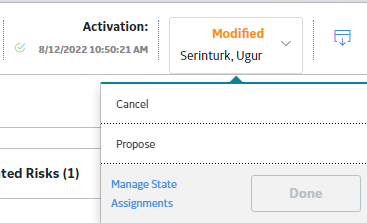 Activation:
8/12/2022 10:50:21 AM
Modified
Serinturk, Ugur
Cancel
Propose
ted Risks (1)
Manage State
Assignments
Done